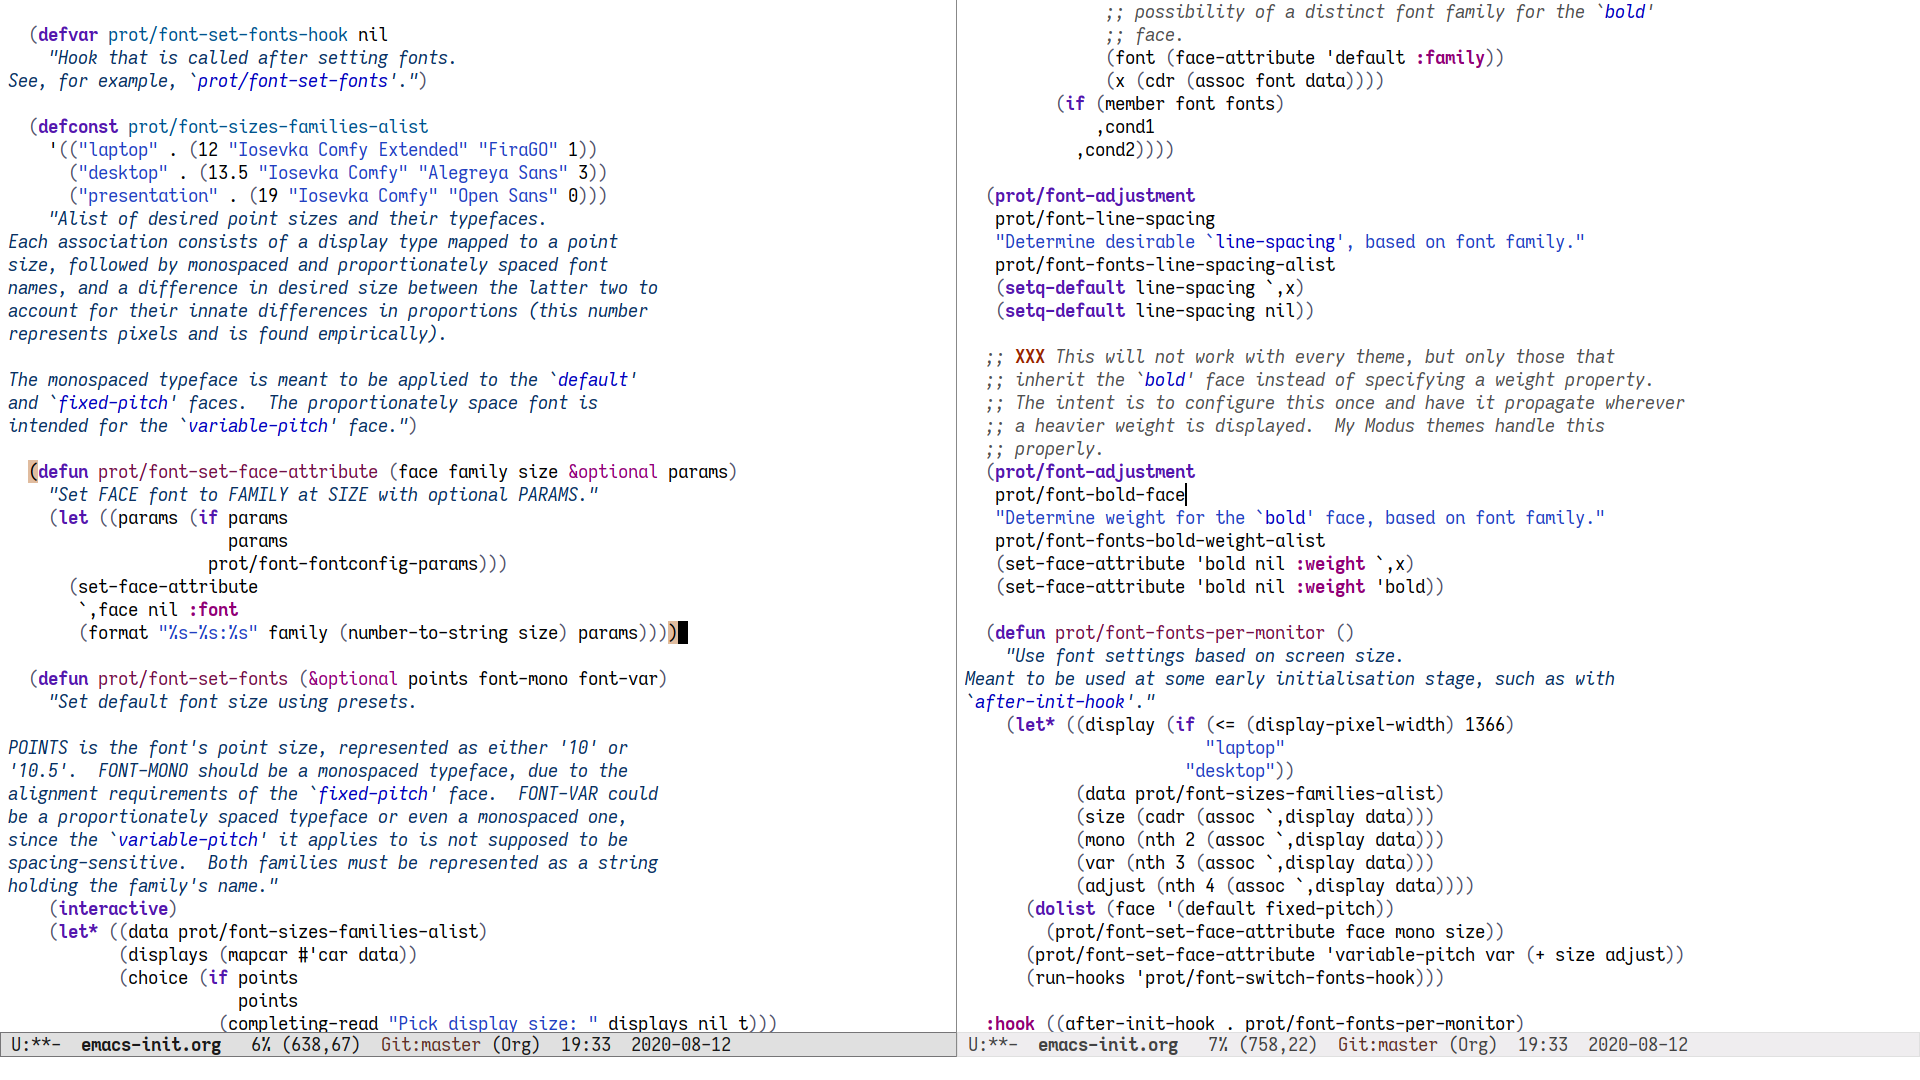 (defvar prot/font-set-fonts-hook nil
    "Hook that is called after setting fonts.
See, for example, `prot/font-set-fonts'.")

  (defconst prot/font-sizes-families-alist
    '(("laptop" . (12 "Iosevka Comfy Extended" "FiraGO" 1))
      ("desktop" . (13.5 "Iosevka Comfy" "Alegreya Sans" 3))
      ("presentation" . (19 "Iosevka Comfy" "Open Sans" 0)))
    "Alist of desired point sizes and their typefaces.
Each association consists of a display type mapped to a point
size, followed by monospaced and proportionately spaced font
names, and a difference in desired size between the latter two to
account for their innate differences in proportions (this number
represents pixels and is found empirically).

The monospaced typeface is meant to be applied to the `default'
and `fixed-pitch' faces.  The proportionately space font is
intended for the `variable-pitch' face.")

  (defun prot/font-set-face-attribute (face family size &optional params)
    "Set FACE font to FAMILY at SIZE with optional PARAMS."
    (let ((params (if params
                      params
                    prot/font-fontconfig-params)))
      (set-face-attribute
       `,face nil :font
       (format "%s-%s:%s" family (number-to-string size) params))))

  (defun prot/font-set-fonts (&optional points font-mono font-var)
    "Set default font size using presets.

POINTS is the font's point size, represented as either '10' or
'10.5'.  FONT-MONO should be a monospaced typeface, due to the
alignment requirements of the `fixed-pitch' face.  FONT-VAR could
be a proportionately spaced typeface or even a monospaced one,
since the `variable-pitch' it applies to is not supposed to be
spacing-sensitive.  Both families must be represented as a string
holding the family's name."
    (interactive)
    (let* ((data prot/font-sizes-families-alist)
           (displays (mapcar #'car data))
           (choice (if points
                       points
                     (completing-read "Pick display size: " displays nil t)))
U:**-  emacs-init.org   6% (638,67)  Git:master (Org)  19:33  2020-08-12
              ;; possibility of a distinct font family for the `bold'
              ;; face.
              (font (face-attribute 'default :family))
              (x (cdr (assoc font data))))
         (if (member font fonts)
             ,cond1
           ,cond2))))

  (prot/font-adjustment
   prot/font-line-spacing
   "Determine desirable `line-spacing', based on font family."
   prot/font-fonts-line-spacing-alist
   (setq-default line-spacing `,x)
   (setq-default line-spacing nil))

  ;; XXX This will not work with every theme, but only those that
  ;; inherit the `bold' face instead of specifying a weight property.
  ;; The intent is to configure this once and have it propagate wherever
  ;; a heavier weight is displayed.  My Modus themes handle this
  ;; properly.
  (prot/font-adjustment
   prot/font-bold-face
   "Determine weight for the `bold' face, based on font family."
   prot/font-fonts-bold-weight-alist
   (set-face-attribute 'bold nil :weight `,x)
   (set-face-attribute 'bold nil :weight 'bold))

  (defun prot/font-fonts-per-monitor ()
    "Use font settings based on screen size.
Meant to be used at some early initialisation stage, such as with
`after-init-hook'."
    (let* ((display (if (<= (display-pixel-width) 1366)
                        "laptop"
                      "desktop"))
           (data prot/font-sizes-families-alist)
           (size (cadr (assoc `,display data)))
           (mono (nth 2 (assoc `,display data)))
           (var (nth 3 (assoc `,display data)))
           (adjust (nth 4 (assoc `,display data))))
      (dolist (face '(default fixed-pitch))
        (prot/font-set-face-attribute face mono size))
      (prot/font-set-face-attribute 'variable-pitch var (+ size adjust))
      (run-hooks 'prot/font-switch-fonts-hook)))

  :hook ((after-init-hook . prot/font-fonts-per-monitor)
U:**-  emacs-init.org   7% (758,22)  Git:master (Org)  19:33  2020-08-12